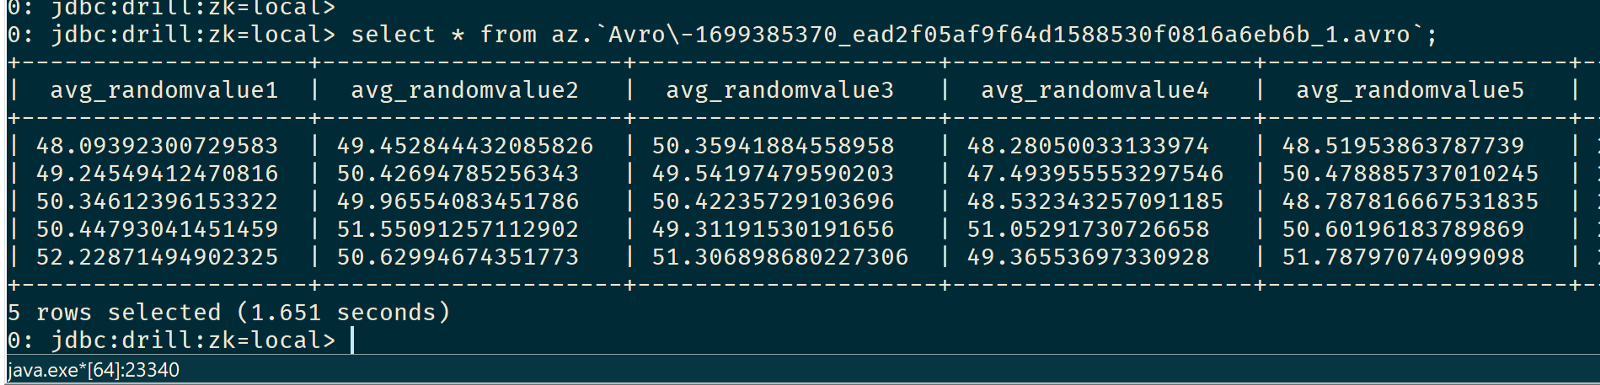 0: jdbc:drill:zk=local>
0: jdbc:drill:zk=local> select * from az.`Avro\-1699385370_ead2f05af9f64d1588530f0816a6eb6b_1.avro`;
+--------------------+---------------------+---------------------+---------------------+---------------------+--
|  avg_randomvalue1  |  avg_randomvalue2   |  avg_randomvalue3   |  avg_randomvalue4   |  avg_randomvalue5   |
+--------------------+---------------------+---------------------+---------------------+---------------------+--
| 48.09392300729583  | 49.452844432085826  | 50.35941884558958   | 48.28050033133974   | 48.51953863787739   |
| 49.24549412470816  | 50.42694785256343   | 49.54197479590203   | 47.493955553297546  | 50.478885737010245  |
| 50.34612396153322  | 49.96554083451786   | 50.42235729103696   | 48.532343257091185  | 48.787816667531835  |
| 50.44793041451459  | 51.55091257112902   | 49.31191530191656   | 51.05291730726658   | 50.60196183789869   |
| 52.22871494902325  | 50.62994674351773   | 51.306898680227306  | 49.36553697330928   | 51.78797074099098   |
+--------------------+---------------------+---------------------+---------------------+---------------------+--
5 rows selected (1.651 seconds)
0: jdbc:drill:zk=local>
java.exe*[64]:23340